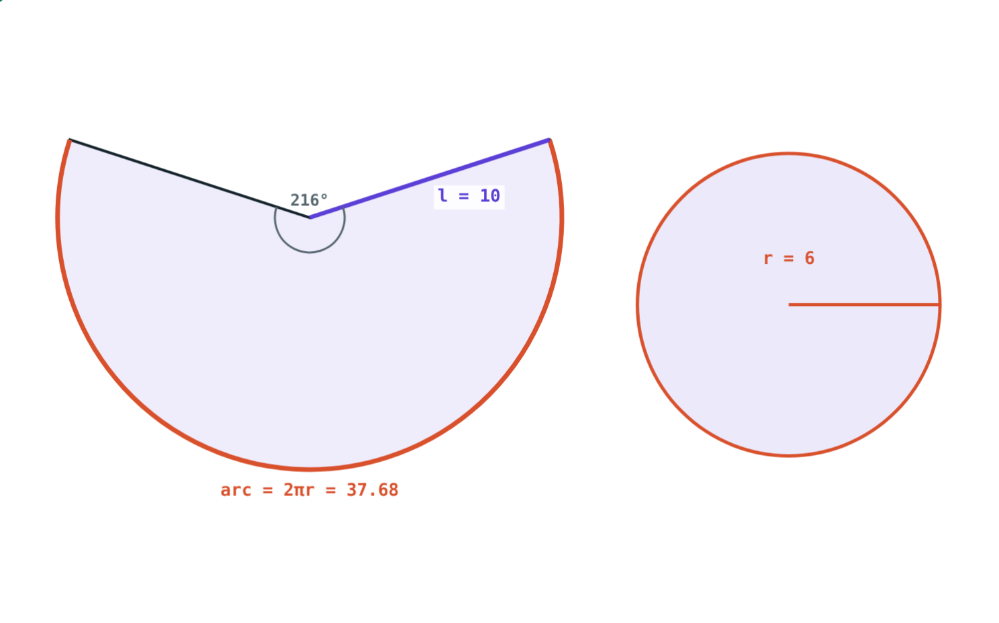 216°
l = 10
r = 6
arc = 2πr = 37.68